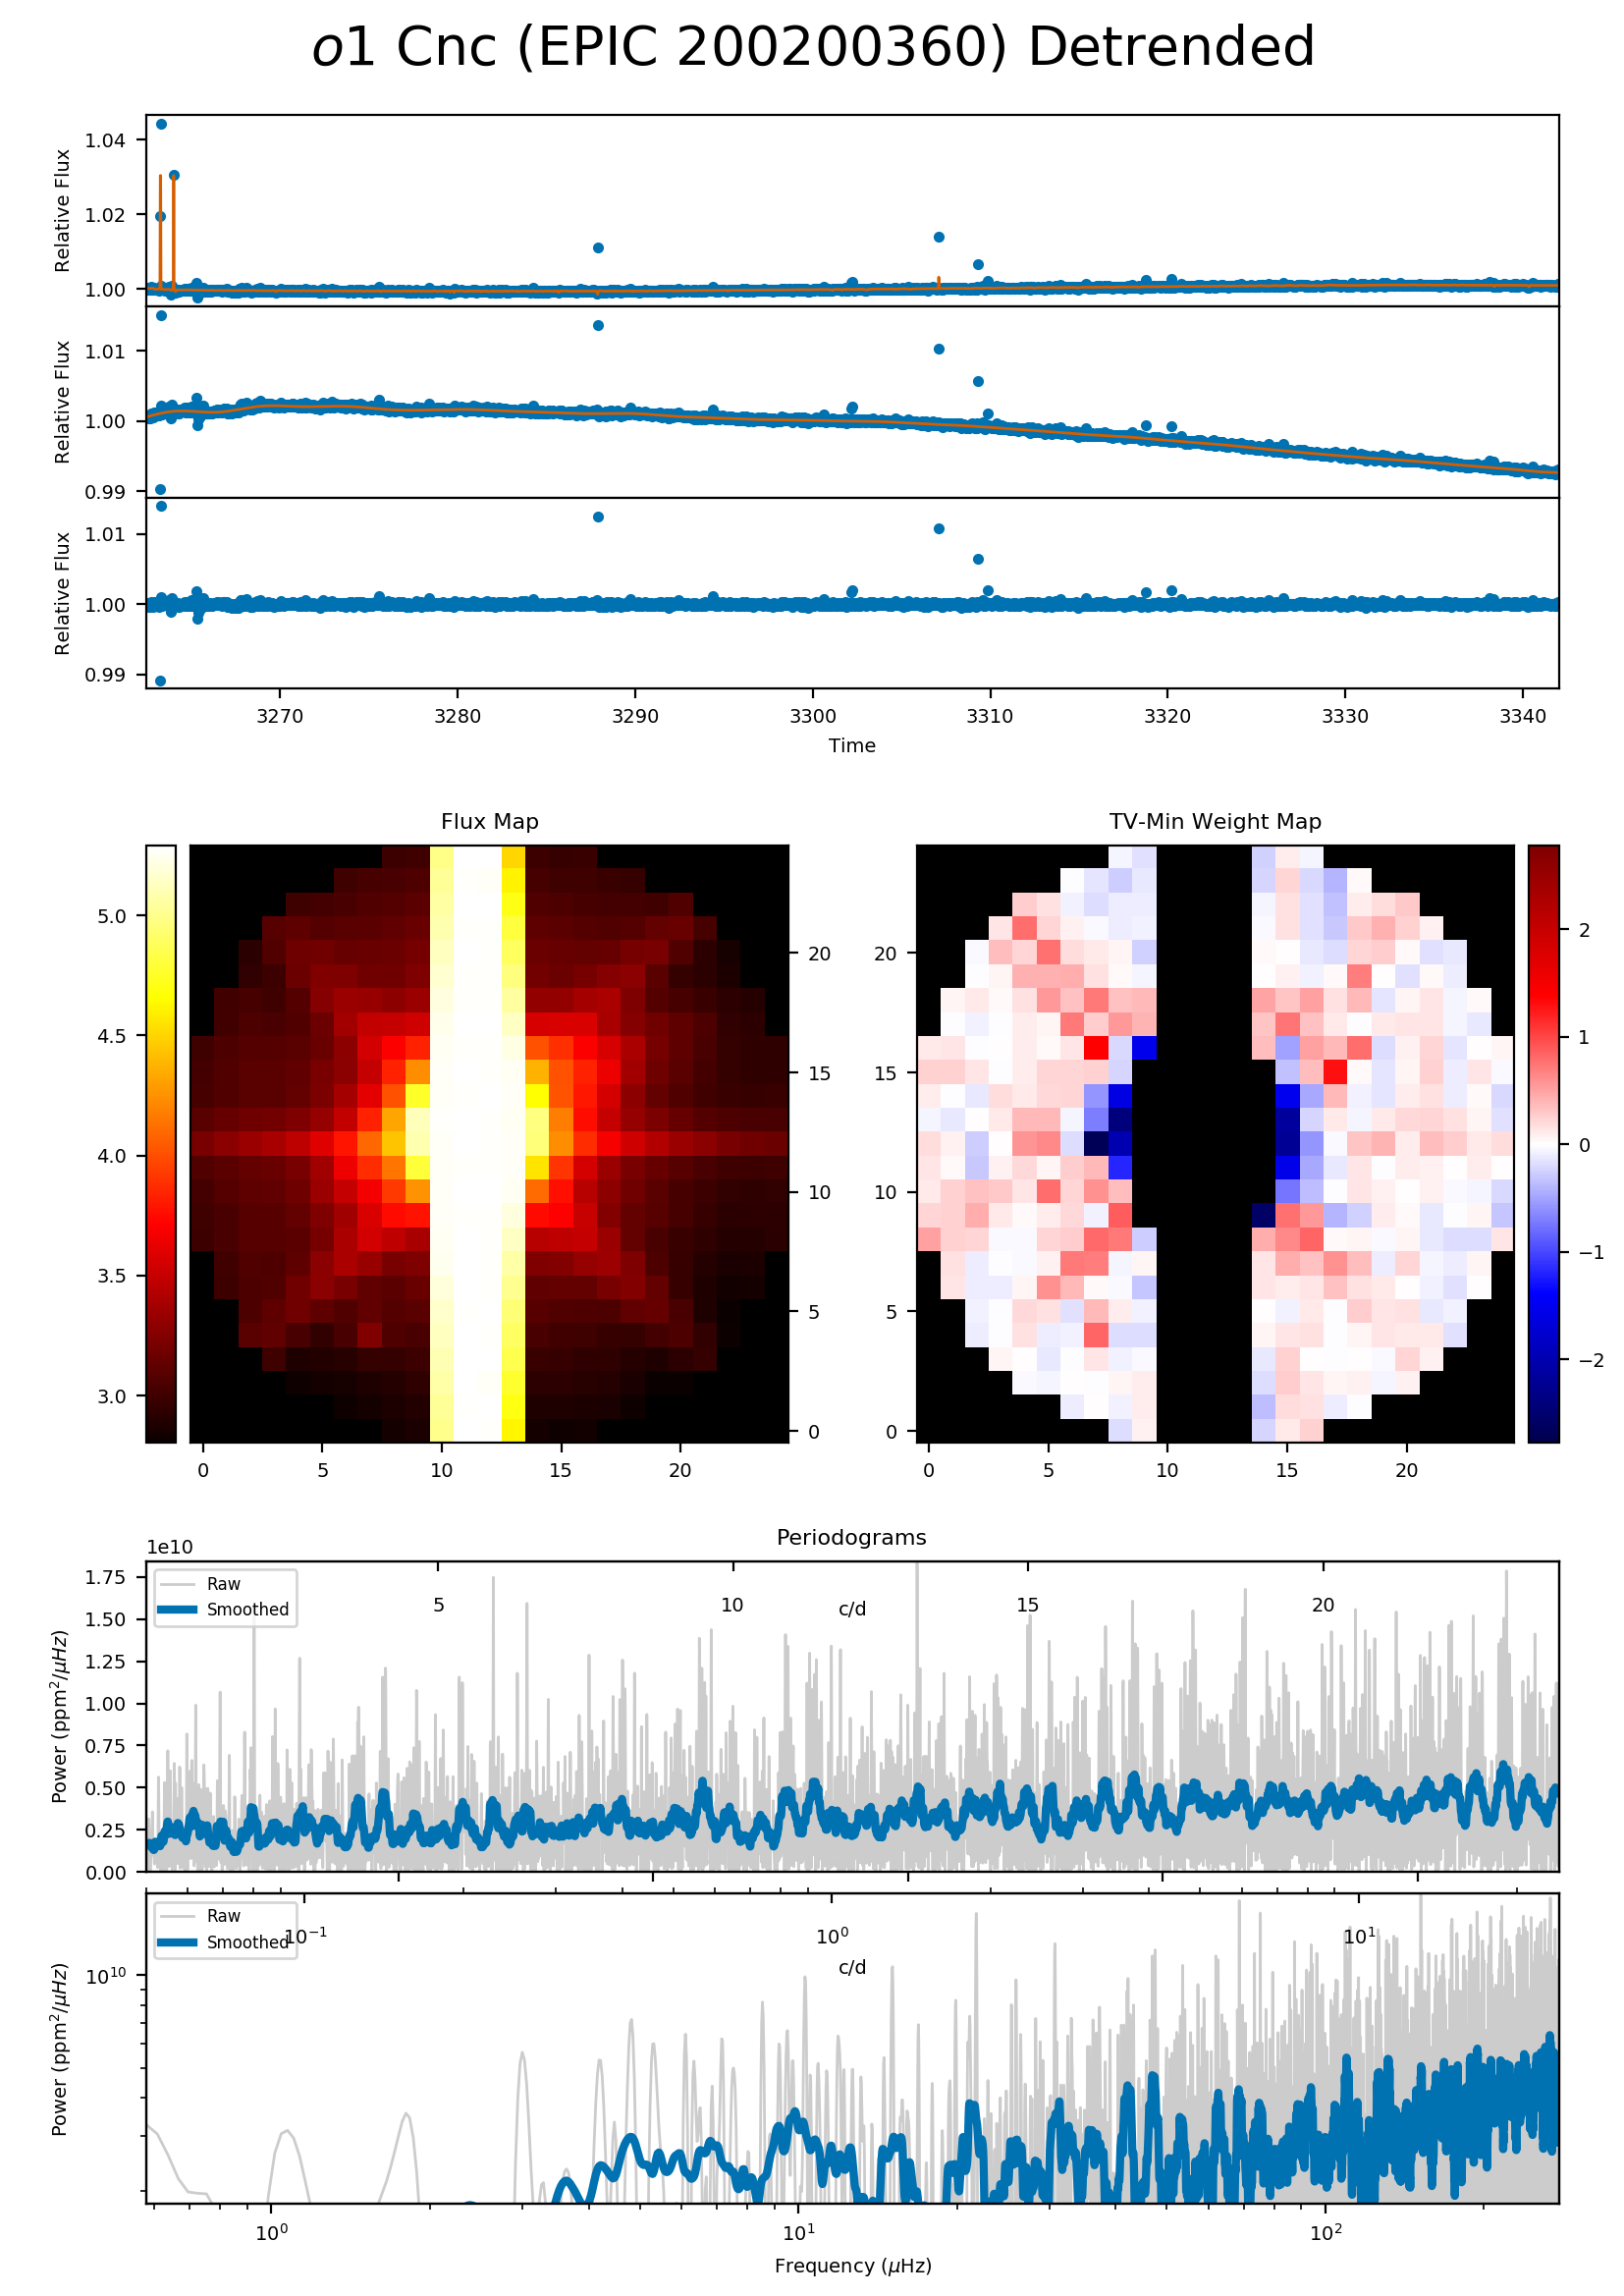 o1 Cnc (EPIC 200200360) Detrended
1.04
1.02
1.00
Relative Flux
1.01
1.00
0.99
Relative Flux
1.01
1.00
0.99
Relative Flux
3270 3280 3290 3300 3310 3320 3330 3340
Time
Flux Map
TV-Min Weight Map
5.0
4.5
4.0
3.5
3.0
20
15
10
5
0
0 5 10 15 20
20
15
10
5
0
0 5 10 15 20
2
1
0
−1
−2
Periodograms
1e10
1.75
1.50
1.25
1.00
0.75
0.50
0.25
0.00
Power (ppm²/μHz)
Raw
Smoothed
5 10 15 20
c/d
Raw
Smoothed
10⁻¹ 10⁰ 10¹
c/d
10¹⁰
Power (ppm²/μHz)
10⁰ 10¹ 10²
Frequency (μHz)